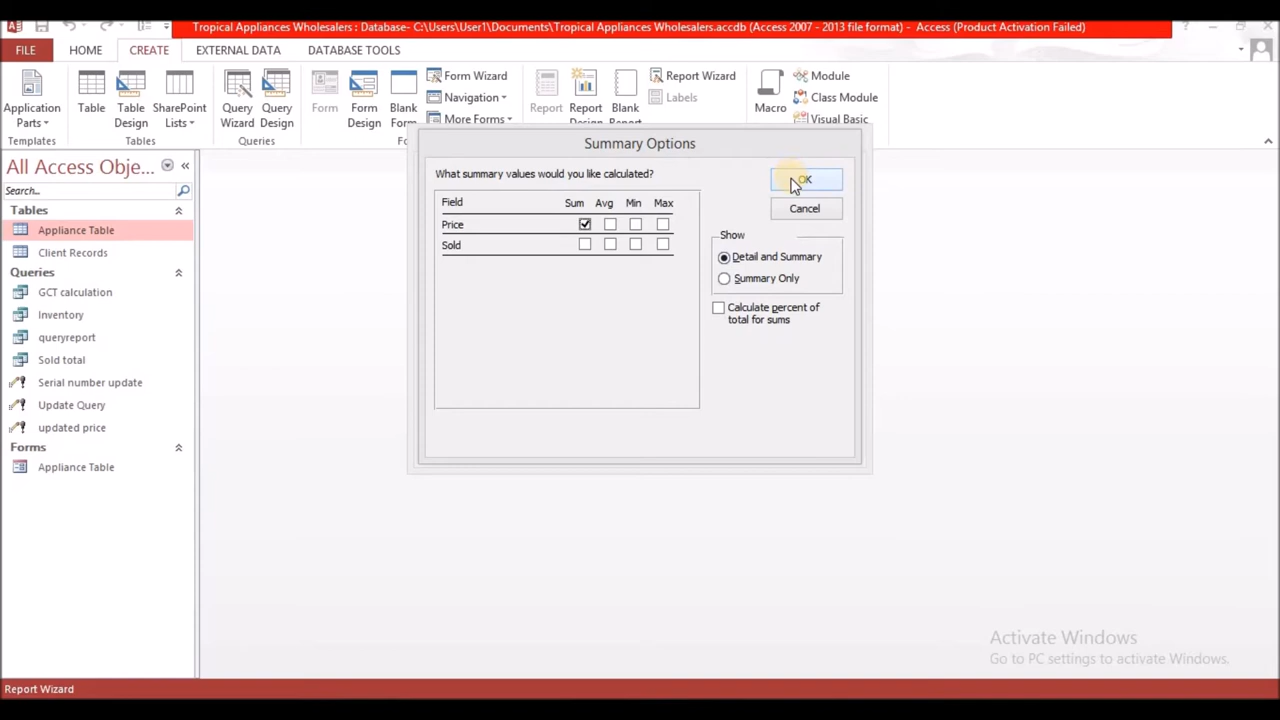 Tropical Appliances Wholesalers : Database- C:\Users\User1\Documents\Tropical Appliances Wholesalers.accdb (Access 2007 - 2013 file format) - Access (Product Activation Failed)
FILE HOME CREATE EXTERNAL DATA DATABASE TOOLS
Application Parts
Table
Table Design
SharePoint Lists
Query Wizard
Query Design
Form
Form Design
Blank Form
Form Wizard
Navigation
More Forms
Report
Report
Blank Report
Report Wizard
Labels
Macro
Module
Class Module
Visual Basic
Templates Tables Queries
All Access Obje...
Search...
Tables
Appliance Table
Client Records
Queries
GCT calculation
Inventory
queryreport
Sold total
Serial number update
Update Query
updated price
Forms
Appliance Table
Summary Options
What summary values would you like calculated?
Field Sum Avg Min Max
Price
Sold
OK
Cancel
Show
Detail and Summary
Summary Only
Calculate percent of
total for sums
Activate Windows
Go to PC settings to activate Windows.
Report Wizard